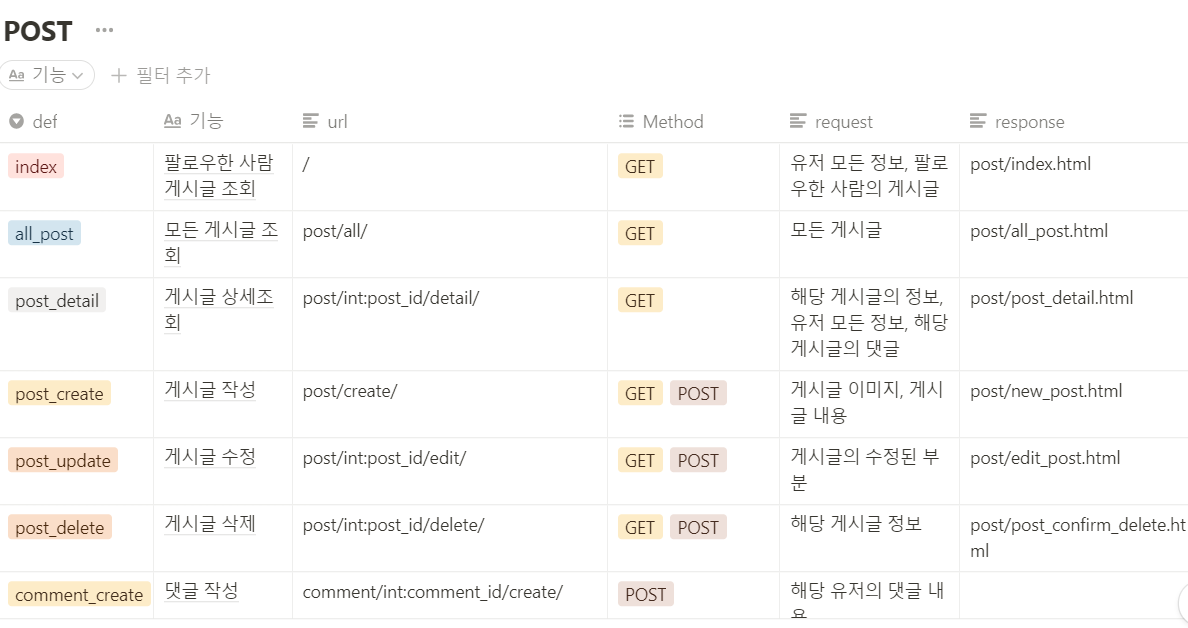 POST ...
Aa 기능
필터 추가
def
Aa 기능
url
Method
request
response
index
팔로우한 사람
게시글 조회
/
GET
유저 모든 정보, 팔로
우한 사람의 게시글
post/index.html
all_post
모든 게시글 조
회
post/all/
GET
모든 게시글
post/all_post.html
post_detail
게시글 상세조
회
post/int:post_id/detail/
GET
해당 게시글의 정보,
유저 모든 정보, 해당
게시글의 댓글
post/post_detail.html
post_create
게시글 작성
post/create/
GET POST
게시글 이미지, 게시
글 내용
post/new_post.html
post_update
게시글 수정
post/int:post_id/edit/
GET POST
게시글의 수정된 부
분
post/edit_post.html
post_delete
게시글 삭제
post/int:post_id/delete/
GET POST
해당 게시글 정보
post/post_confirm_delete.ht
ml
comment_create
댓글 작성
comment/int:comment_id/create/
POST
해당 유저의 댓글 내